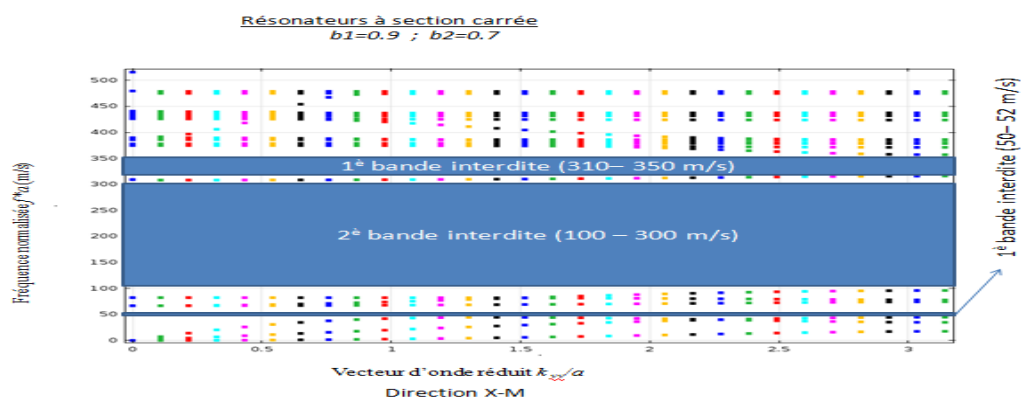 Résonateurs à section carrée
b1=0.9 ; b2=0.7
500
450
400
350
300
250
200
150
100
50
0
1è bande interdite (310– 350 m/s)
2è bande interdite (100 – 300 m/s)
0
0.5
1
1.5
2
2.5
3
Fréquence normalisée f*a (m/s)
1è bande interdite (50– 52 m/s)
Vecteur d'onde réduit
Direction X-M